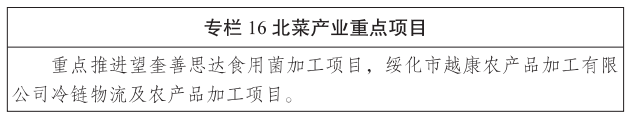 专栏 16 北菜产业重点项目
重点推进望奎善思达食用菌加工项目，绥化市越康农产品加工有限
公司冷链物流及农产品加工项目。